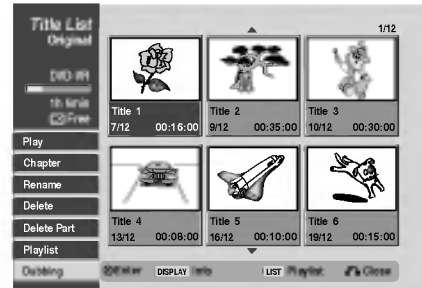 Title List
Original
1/12
DVD-VR
Free
Title 1
7/12 00:16:00
Title 2
9/12 00:35:00
Title 3
10/12 00:30:00
Play
Chapter
Rename
Delete
Delete Part
Playlist
Dubbing
Title 4
13/12 00:08:00
Title 5
16/12 00:10:00
Title 6
19/12 00:15:00
Enter DISPLAY Info LIST Playlist Close